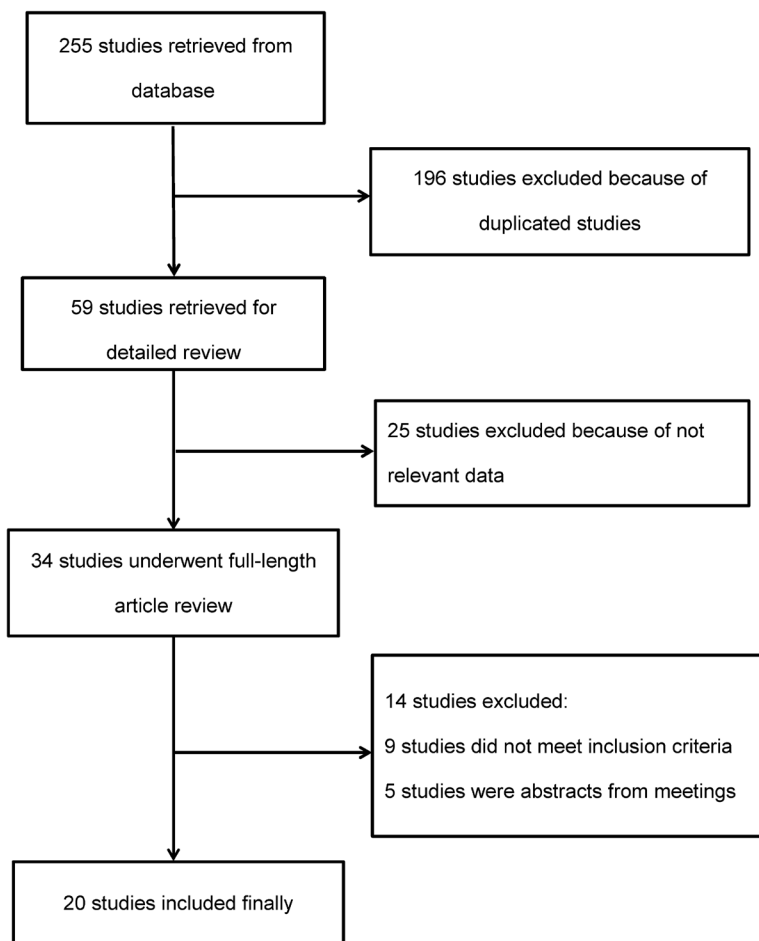 255 studies retrieved from
database
196 studies excluded because of
duplicated studies
59 studies retrieved for
detailed review
25 studies excluded because of not
relevant data
34 studies underwent full-length
article review
14 studies excluded:
9 studies did not meet inclusion criteria
5 studies were abstracts from meetings
20 studies included finally